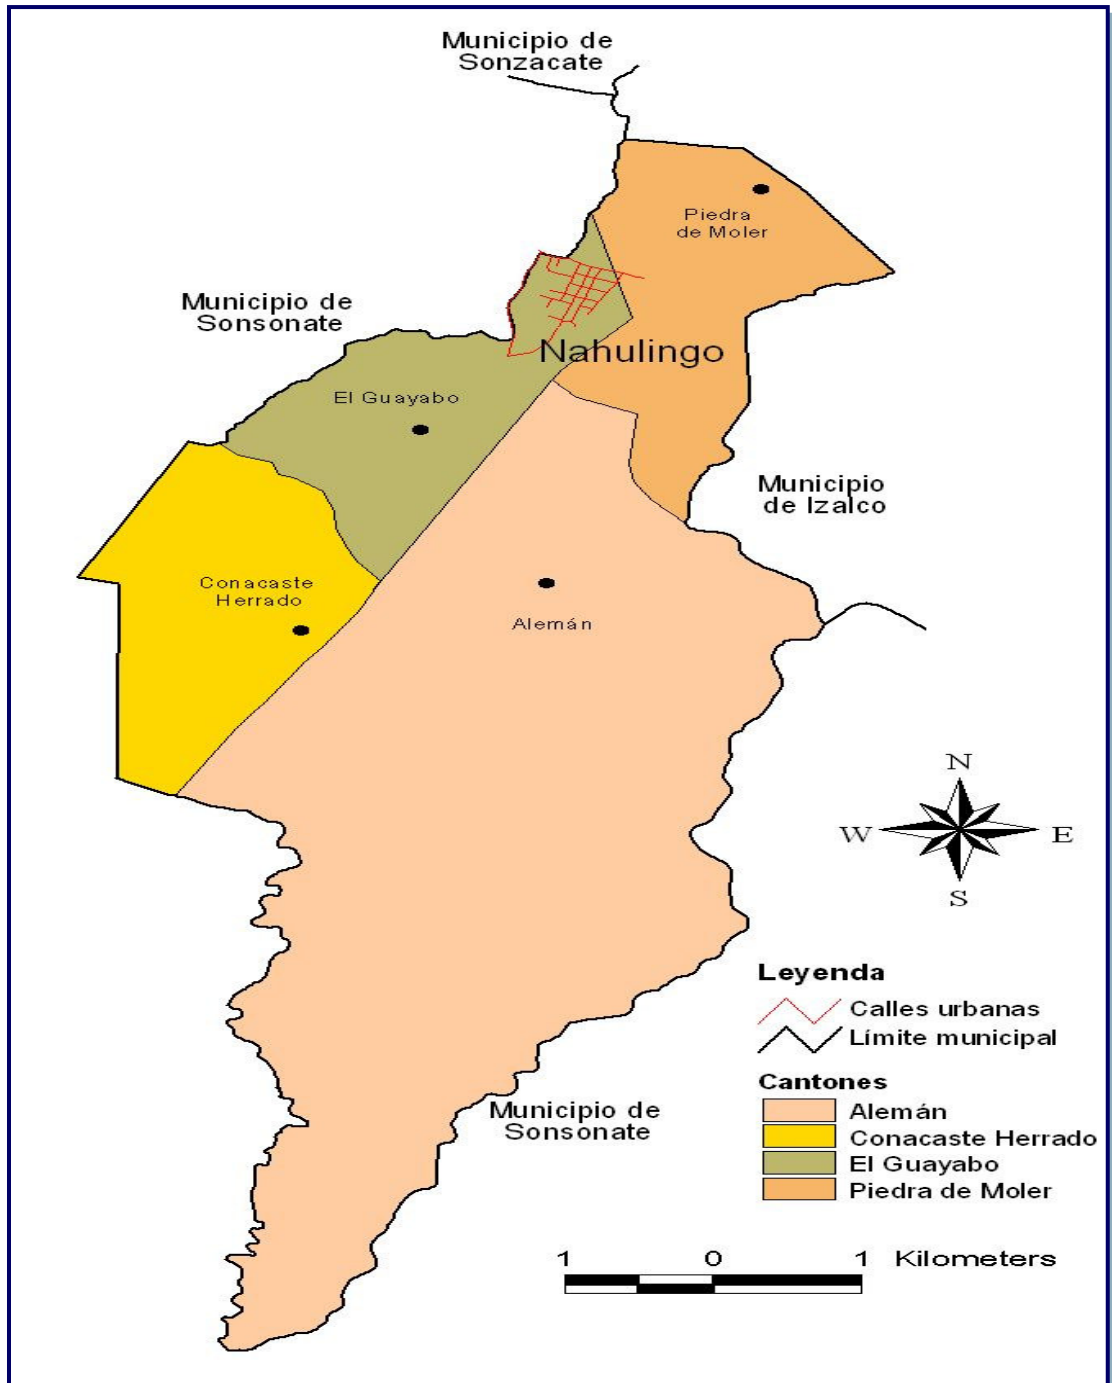 Municipio de
Sonzacate
Piedra
de Moler
Municipio de
Sonsonate
Nahulingo
El Guayabo
Municipio
de Izalco
Conacaste
Herrado
Alemán
N
W
E
S
Leyenda
Calles urbanas
Límite municipal
Cantones
Alemán
Conacaste Herrado
El Guayabo
Piedra de Moler
Municipio de
Sonsonate
1 0 1 Kilometers